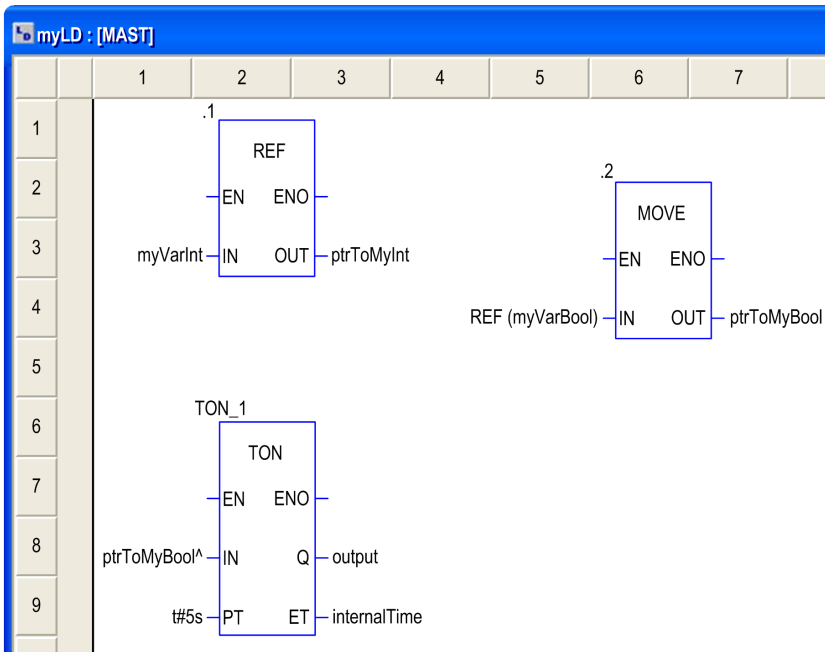 myLD : [MAST]
1 2 3 4 5 6 7
1
.1
REF
2
EN ENO
.2
MOVE
3
myVarInt IN OUT ptrToMyInt
EN ENO
4
REF (myVarBool) IN OUT ptrToMyBool
5
6
TON_1
TON
7
EN ENO
8
ptrToMyBool^ IN Q output
9
t#5s PT ET internalTime